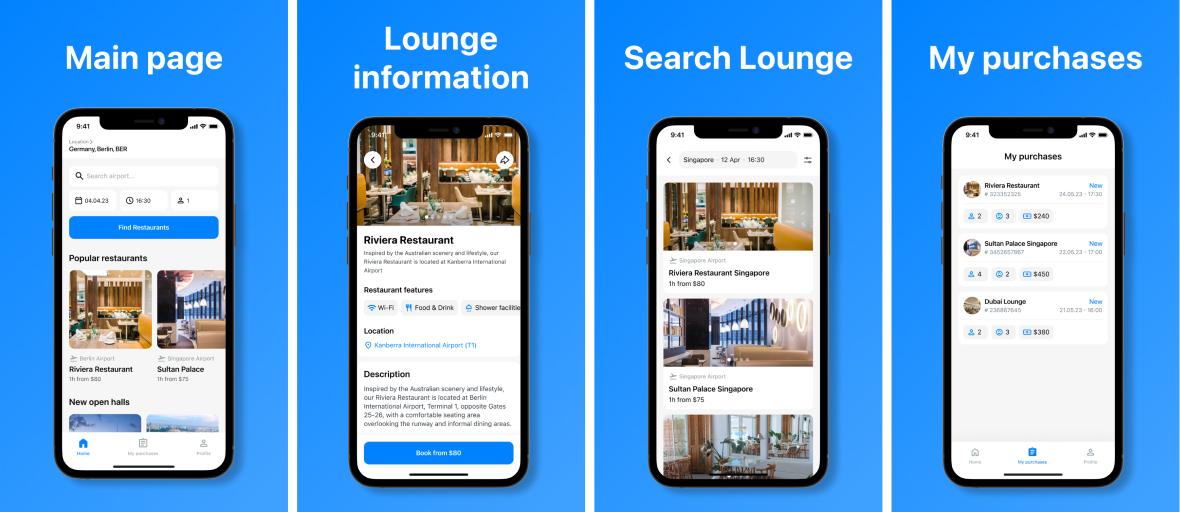 Main page
9:41
Location
Germany, Berlin, BER
Search airport...
04.04.23
16:30
1
Find Restaurants
Popular restaurants
Berlin Airport
Riviera Restaurant
1h from $80
Singapore Airport
Sultan Palace
1h from $75
New open halls
Home
My purchases
Profile
Lounge
information
9:41
Riviera Restaurant
Inspired by the Australian scenery and lifestyle, our
Riviera Restaurant is located at Kanberra International
Airport
Restaurant features
Wi-Fi
Food & Drink
Shower facilitie
Location
Kanberra International Airport (T1)
Description
Inspired by the Australian scenery and lifestyle,
our Riviera Restaurant is located at Berlin
International Airport, Terminal 1, opposite Gates
25–26, with a comfortable seating area
overlooking the runway and informal dining areas.
Book from $80
Search Lounge
9:41
Singapore · 12 Apr · 16:30
Singapore Airport
Riviera Restaurant Singapore
1h from $80
Singapore Airport
Sultan Palace Singapore
1h from $75
My purchases
9:41
My purchases
Riviera Restaurant New
# 323352325 24.05.23 - 17:30
2 3 $240
Sultan Palace Singapore New
# 3452657967 22.05.23 - 17:00
4 2 $450
Dubai Lounge New
# 236867645 21.05.23 - 16:00
2 3 $380
Home
My purchases
Profile